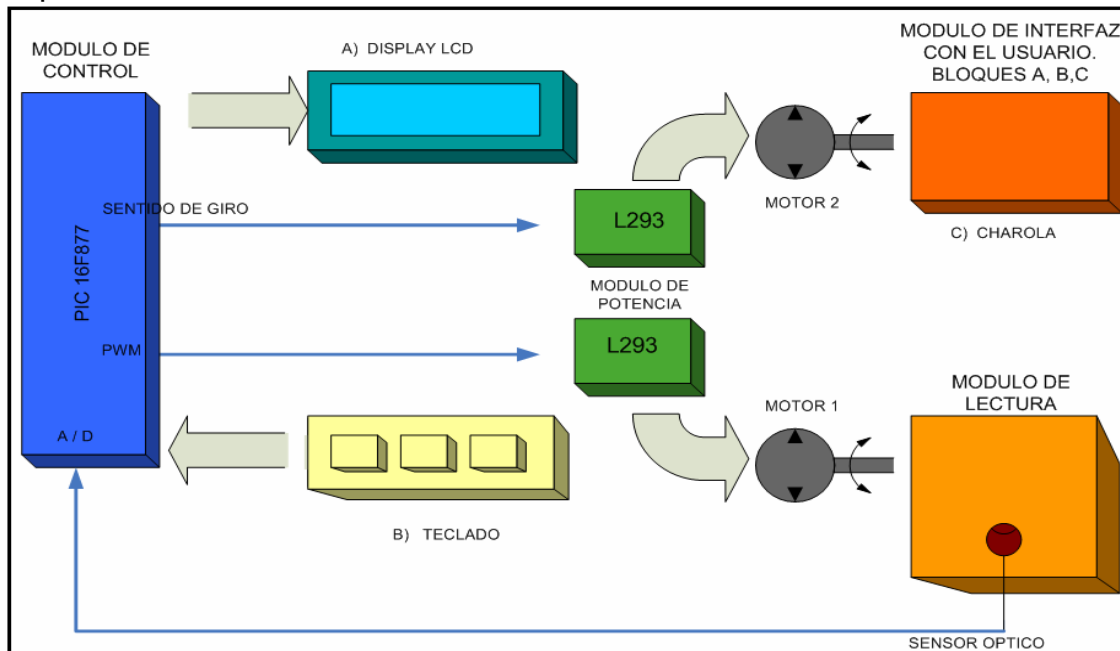 MODULO DE
CONTROL
A) DISPLAY LCD
MODULO DE INTERFAZ
CON EL USUARIO.
BLOQUES A, B,C
SENTIDO DE GIRO
L293
MOTOR 2
C) CHAROLA
PIC 16F877
MODULO DE
POTENCIA
PWM
L293
MOTOR 1
MODULO DE
LECTURA
A / D
B) TECLADO
SENSOR OPTICO